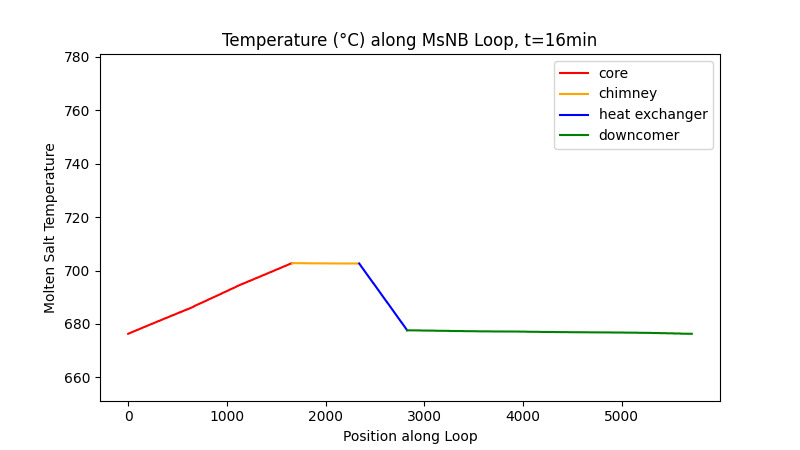 Temperature (°C) along MsNB Loop, t=16min
core
chimney
heat exchanger
downcomer
Molten Salt Temperature
780
760
740
720
700
680
660
0 1000 2000 3000 4000 5000
Position along Loop